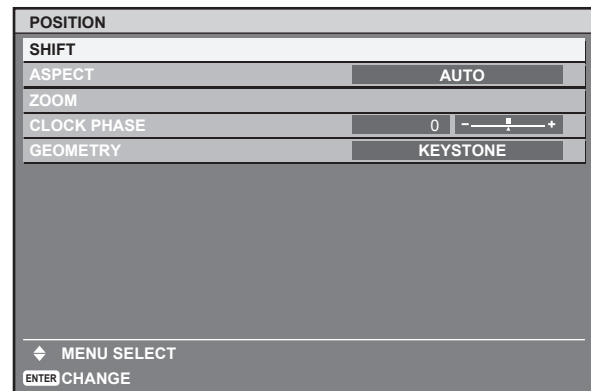 POSITION
SHIFT
ASPECT AUTO
ZOOM
CLOCK PHASE 0 - +
GEOMETRY KEYSTONE
MENU SELECT
ENTER CHANGE